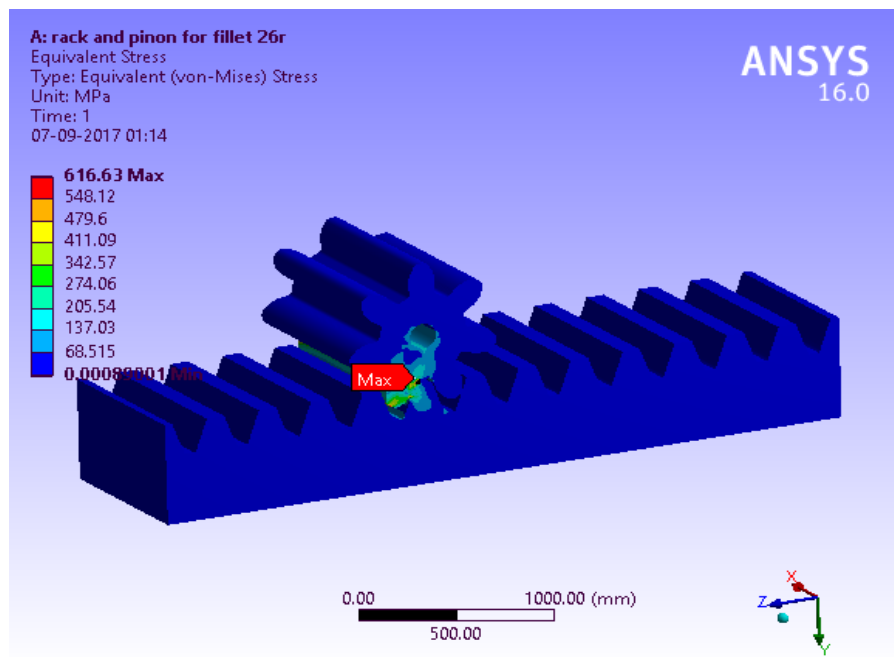 A: rack and pinon for fillet 26r
Equivalent Stress
Type: Equivalent (von-Mises) Stress
Unit: MPa
Time: 1
07-09-2017 01:14
ANSYS
16.0
616.63 Max
548.12
479.6
411.09
342.57
274.06
205.54
137.03
68.515
Min
Max
0.00
1000.00 (mm)
500.00
X
Z
Y